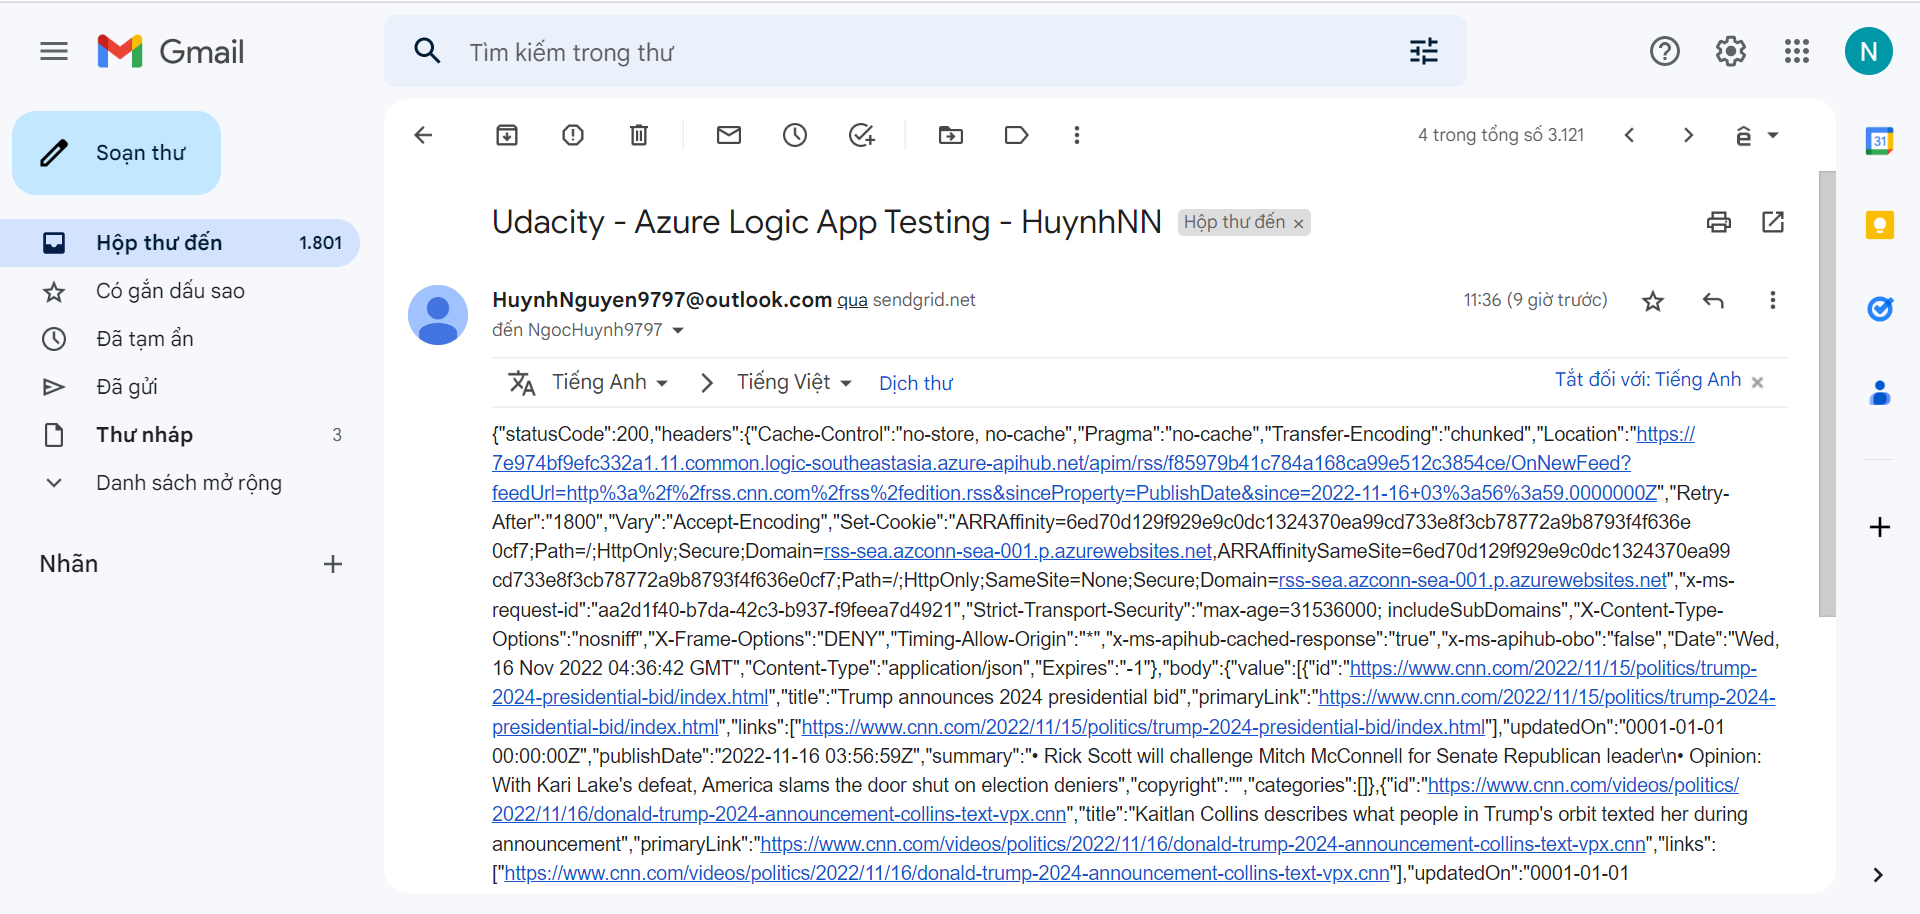 Gmail
Tìm kiếm trong thư
N
Soạn thư
4 trong tổng số 3.121
31
Hộp thư đến 1.801
Có gắn dấu sao
Đã tạm ẩn
Đã gửi
Thư nháp 3
Danh sách mở rộng
Nhãn
Udacity - Azure Logic App Testing - HuynhNN Hộp thư đến ×
HuynhNguyen9797@outlook.com qua sendgrid.net 11:36 (9 giờ trước)
đến NgocHuynh9797
Tiếng Anh Tiếng Việt Dịch thư Tắt đối với: Tiếng Anh ×
{"statusCode":200,"headers":{"Cache-Control":"no-store, no-cache","Pragma":"no-cache","Transfer-Encoding":"chunked","Location":"https://
7e974bf9efc332a1.11.common.logic-southeastasia.azure-apihub.net/apim/rss/f85979b41c784a168ca99e512c3854ce/OnNewFeed?
feedUrl=http%3a%2f%2frss.cnn.com%2frss%2fedition.rss&sinceProperty=PublishDate&since=2022-11-16+03%3a56%3a59.0000000Z","Retry-
After":"1800","Vary":"Accept-Encoding","Set-Cookie":"ARRAffinity=6ed70d129f929e9c0dc1324370ea99cd733e8f3cb78772a9b8793f4f636e
0cf7;Path=/;HttpOnly;Secure;Domain=rss-sea.azconn-sea-001.p.azurewebsites.net,ARRAffinitySameSite=6ed70d129f929e9c0dc1324370ea99
cd733e8f3cb78772a9b8793f4f636e0cf7;Path=/;HttpOnly;SameSite=None;Secure;Domain=rss-sea.azconn-sea-001.p.azurewebsites.net","x-ms-
request-id":"aa2d1f40-b7da-42c3-b937-f9feea7d4921","Strict-Transport-Security":"max-age=31536000; includeSubDomains","X-Content-Type-
Options":"nosniff","X-Frame-Options":"DENY","Timing-Allow-Origin":"*","x-ms-apihub-cached-response":"true","x-ms-apihub-obo":"false","Date":"Wed,
16 Nov 2022 04:36:42 GMT","Content-Type":"application/json","Expires":"-1"},"body":{"value":[{"id":"https://www.cnn.com/2022/11/15/politics/trump-
2024-presidential-bid/index.html","title":"Trump announces 2024 presidential bid","primaryLink":"https://www.cnn.com/2022/11/15/politics/trump-2024-
presidential-bid/index.html","links":["https://www.cnn.com/2022/11/15/politics/trump-2024-presidential-bid/index.html"],"updatedOn":"0001-01-01
00:00:00Z","publishDate":"2022-11-16 03:56:59Z","summary":"• Rick Scott will challenge Mitch McConnell for Senate Republican leader\n• Opinion:
With Kari Lake's defeat, America slams the door shut on election deniers","copyright":"","categories":[]},{"id":"https://www.cnn.com/videos/politics/
2022/11/16/donald-trump-2024-announcement-collins-text-vpx.cnn","title":"Kaitlan Collins describes what people in Trump's orbit texted her during
announcement","primaryLink":"https://www.cnn.com/videos/politics/2022/11/16/donald-trump-2024-announcement-collins-text-vpx.cnn","links":
["https://www.cnn.com/videos/politics/2022/11/16/donald-trump-2024-announcement-collins-text-vpx.cnn"],"updatedOn":"0001-01-01